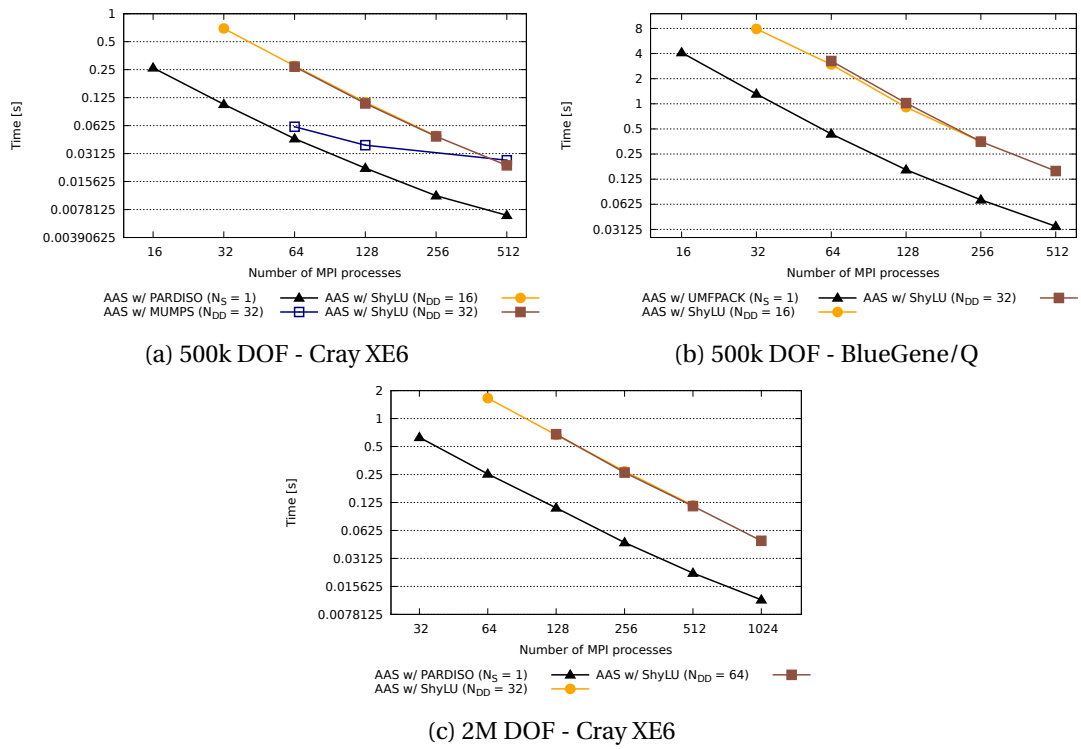 1
0.5
0.25
0.125
0.0625
0.03125
0.015625
0.0078125
0.00390625
Time [s]
16 32 64 128 256 512
Number of MPI processes
AAS w/ PARDISO (N_S = 1) AAS w/ ShyLU (N_DD = 16)
AAS w/ MUMPS (N_DD = 32) AAS w/ ShyLU (N_DD = 32)
(a) 500k DOF - Cray XE6
8
4
2
1
0.5
0.25
0.125
0.0625
0.03125
Time [s]
16 32 64 128 256 512
Number of MPI processes
AAS w/ UMFPACK (N_S = 1) AAS w/ ShyLU (N_DD = 32)
AAS w/ ShyLU (N_DD = 16)
(b) 500k DOF - BlueGene/Q
2
1
0.5
0.25
0.125
0.0625
0.03125
0.015625
0.0078125
Time [s]
32 64 128 256 512 1024
Number of MPI processes
AAS w/ PARDISO (N_S = 1) AAS w/ ShyLU (N_DD = 64)
AAS w/ ShyLU (N_DD = 32)
(c) 2M DOF - Cray XE6